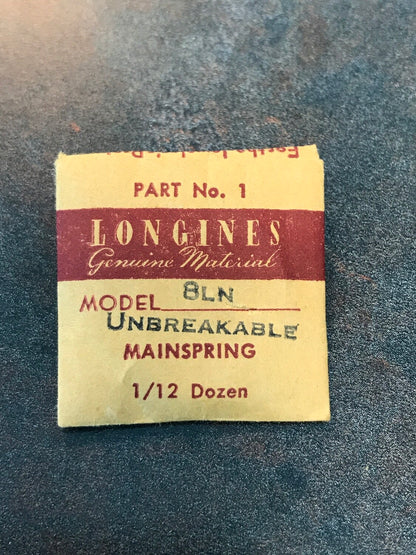 PART No. 1
LONGINES
Genuine Material
MODEL 8LN
UNBREAKABLE
MAINSPRING
1/12 Dozen